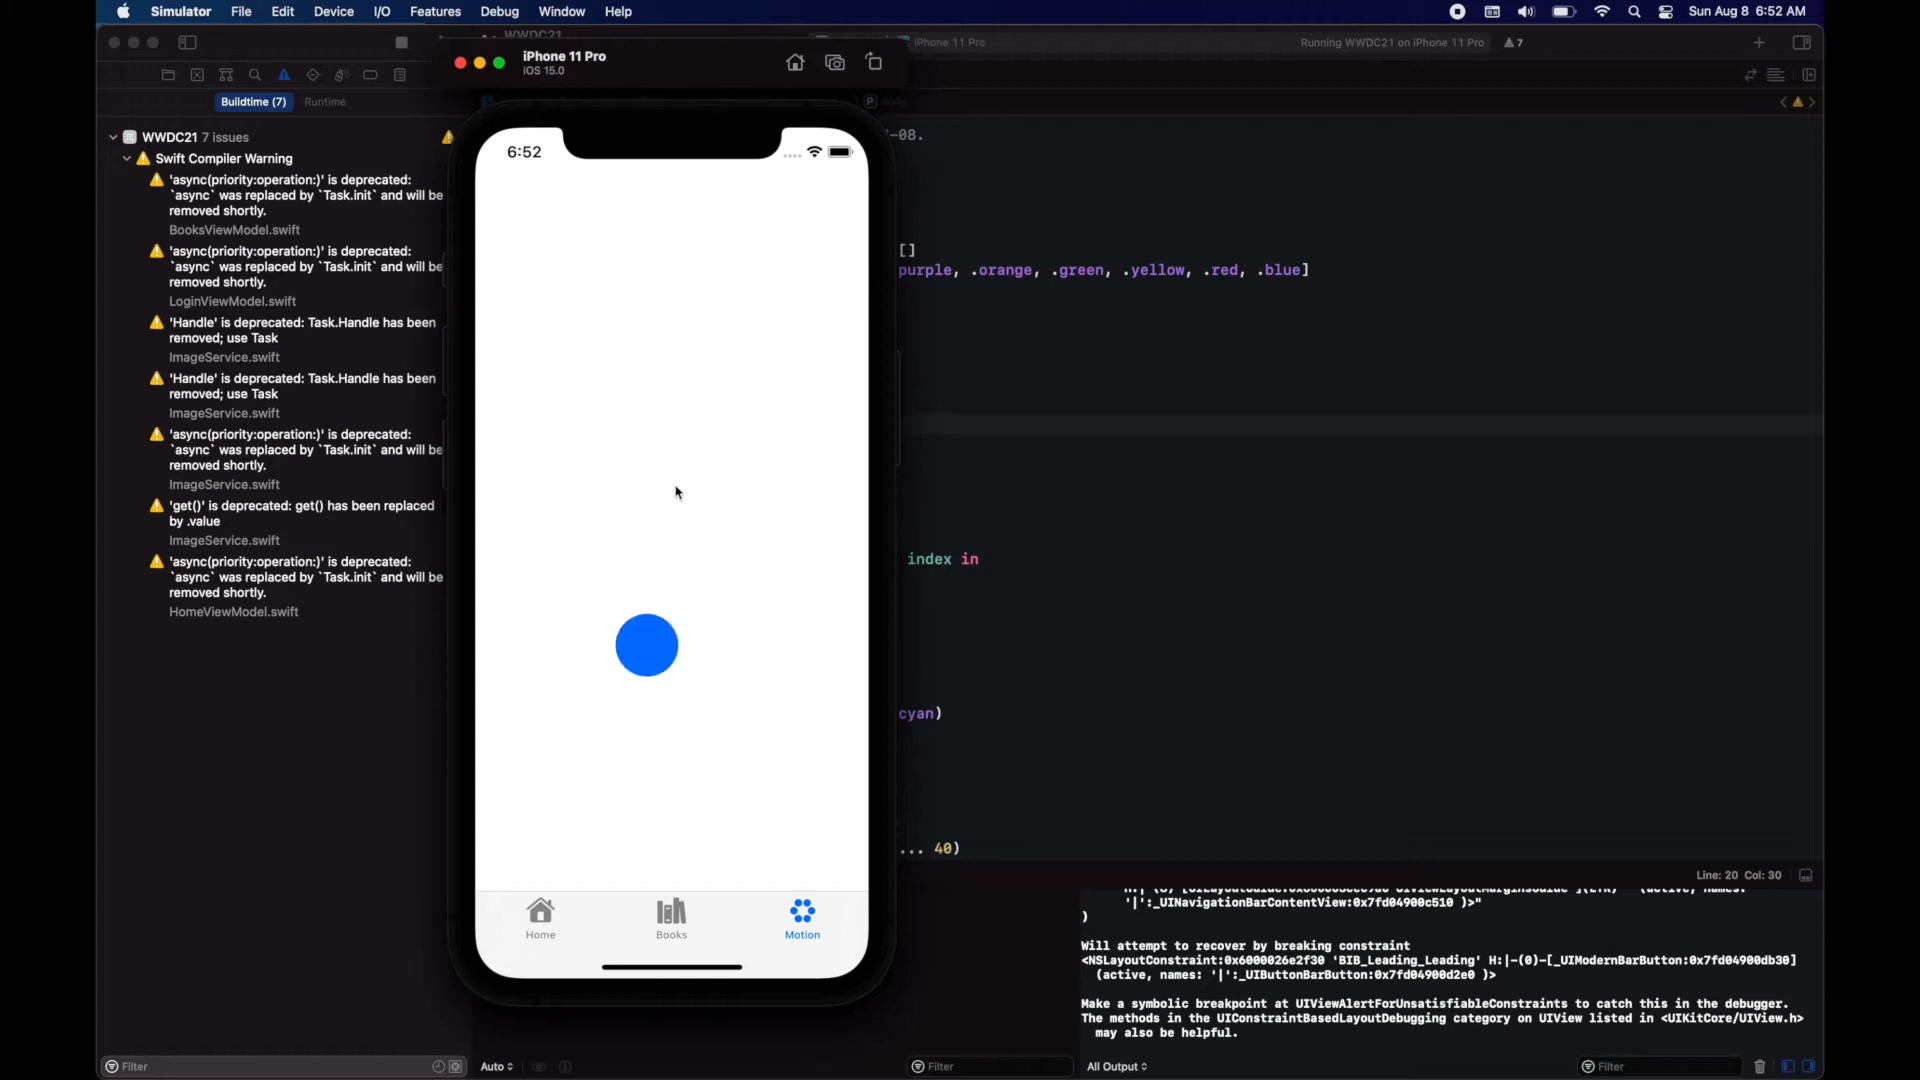 Simulator File Edit Device I/O Features Debug Window Help Sun Aug 8 6:52 AM
WWDC21
iPhone 11 Pro
iOS 15.0
iPhone 11 Pro Running WWDC21 on iPhone 11 Pro 7
Buildtime (7) Runtime
P body
WWDC21 7 issues
Swift Compiler Warning
'async(priority:operation:)' is deprecated:
`async` was replaced by `Task.init` and will be
removed shortly.
BooksViewModel.swift
'async(priority:operation:)' is deprecated:
`async` was replaced by `Task.init` and will be
removed shortly.
LoginViewModel.swift
'Handle' is deprecated: Task.Handle has been
removed; use Task
ImageService.swift
'Handle' is deprecated: Task.Handle has been
removed; use Task
ImageService.swift
'async(priority:operation:)' is deprecated:
`async` was replaced by `Task.init` and will be
removed shortly.
ImageService.swift
'get()' is deprecated: get() has been replaced
by .value
ImageService.swift
'async(priority:operation:)' is deprecated:
`async` was replaced by `Task.init` and will be
removed shortly.
HomeViewModel.swift
6:52
Home Books Motion
-08.
[]
purple, .orange, .green, .yellow, .red, .blue]
index in
cyan)
... 40)
Line: 20 Col: 30
'|':_UINavigationBarContentView:0x7fd04900c510 )>"
)
Will attempt to recover by breaking constraint
<NSLayoutConstraint:0x6000026e2f30 'BIB_Leading_Leading' H:|-(0)-[_UIModernBarButton:0x7fd04900db30]
(active, names: '|':_UIButtonBarButton:0x7fd04900d2e0 )>
Make a symbolic breakpoint at UIViewAlertForUnsatisfiableConstraints to catch this in the debugger.
The methods in the UIConstraintBasedLayoutDebugging category on UIView listed in <UIKitCore/UIView.h>
may also be helpful.
Filter Auto Filter All Output Filter